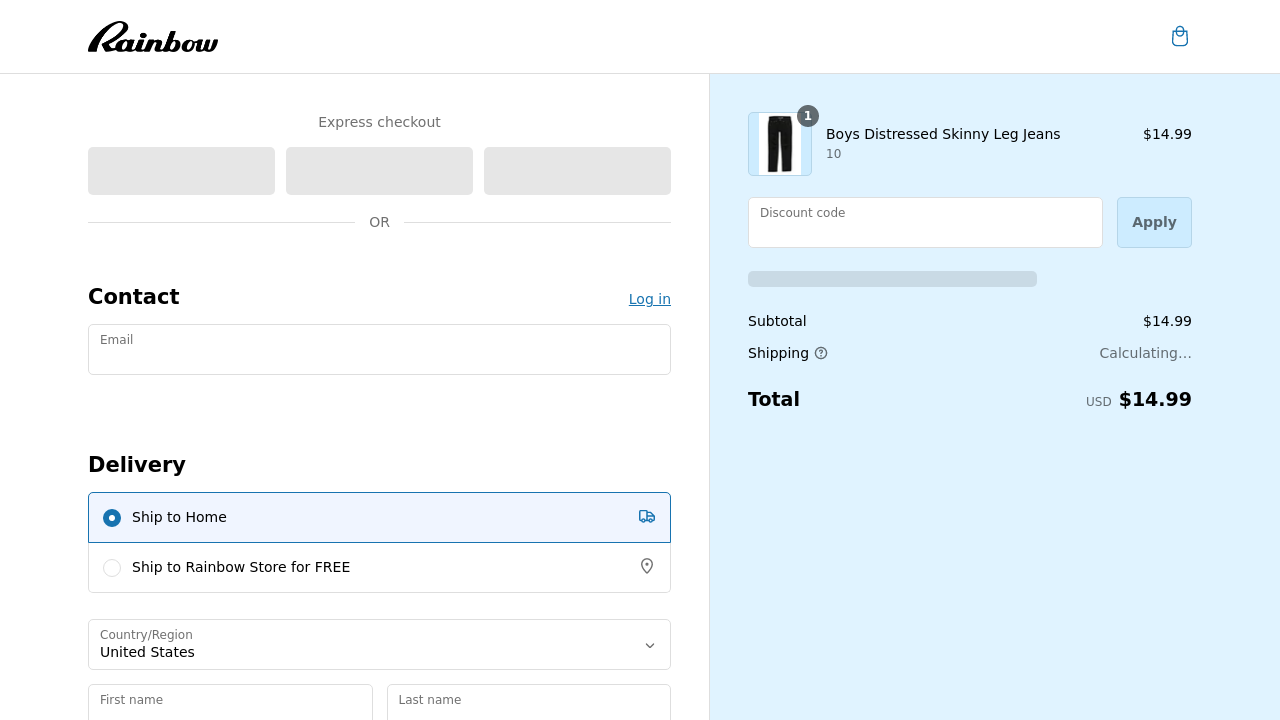 Rainbow
Express checkout
OR
Contact
Log in
Email
Delivery
Ship to Home
Ship to Rainbow Store for FREE
Country/Region
United States
First name
Last name
1
Boys Distressed Skinny Leg Jeans
$14.99
10
Discount code
Apply
Subtotal
$14.99
Shipping
Calculating...
Total
USD $14.99